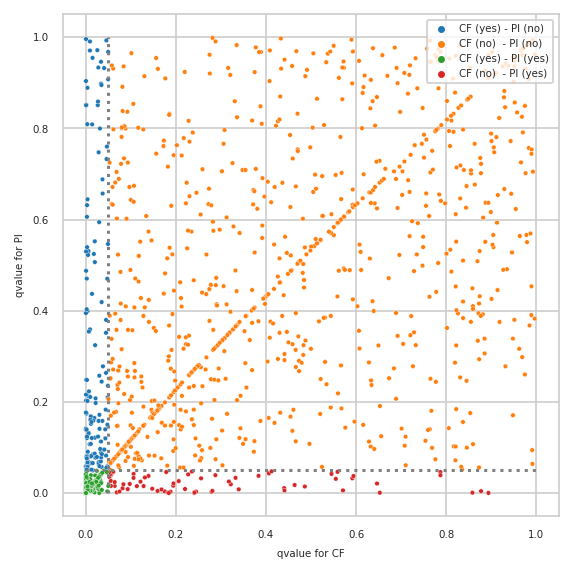 CF (yes) - PI (no)
CF (no)  - PI (no)
CF (yes) - PI (yes)
CF (no)  - PI (yes)
1.0
0.8
0.6
0.4
0.2
0.0
qvalue for PI
0.0 0.2 0.4 0.6 0.8 1.0
qvalue for CF